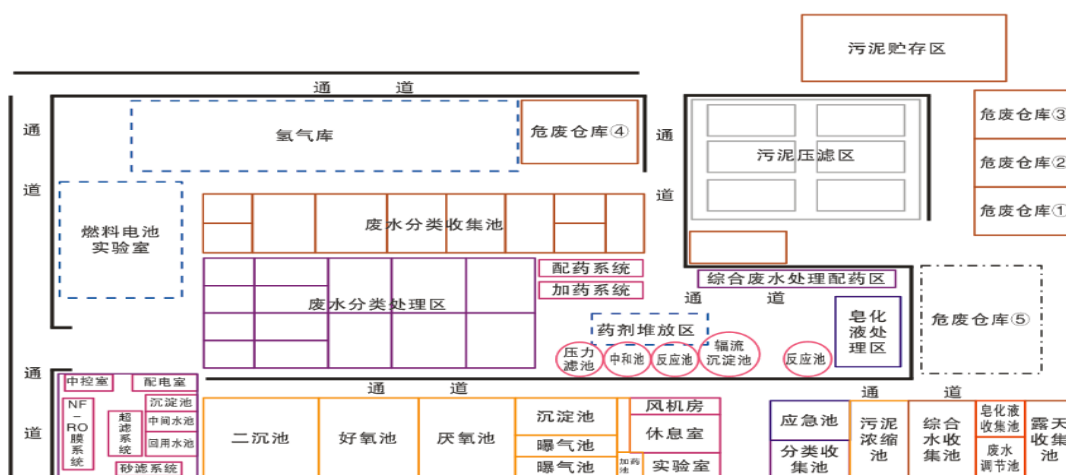 污泥贮存区
通 道
通
道
氢气库
危废仓库④
通
道
污泥压滤区
危废仓库③
危废仓库②
危废仓库①
燃料电池
实验室
废水分类收集池
配药系统
加药系统
废水分类处理区
综合废水处理配药区
通 道
药剂堆放区
皂化
液处
理区
危废仓库⑤
压力
滤池
中和池
反应池
辐流
沉淀池
反应池
通
道
通 道
通 道
中控室
配电室
NF
–
RO膜系统
超滤系统
沉淀池
中间水池
回用水池
砂滤系统
二沉池
好氧池
厌氧池
沉淀池
曝气池
曝气池
风机房
休息室
加药
池
实验室
应急池
分类收
集池
污泥
浓缩
池
综合
水收
集池
皂化液
收集池
废水
调节池
露天
收集
池